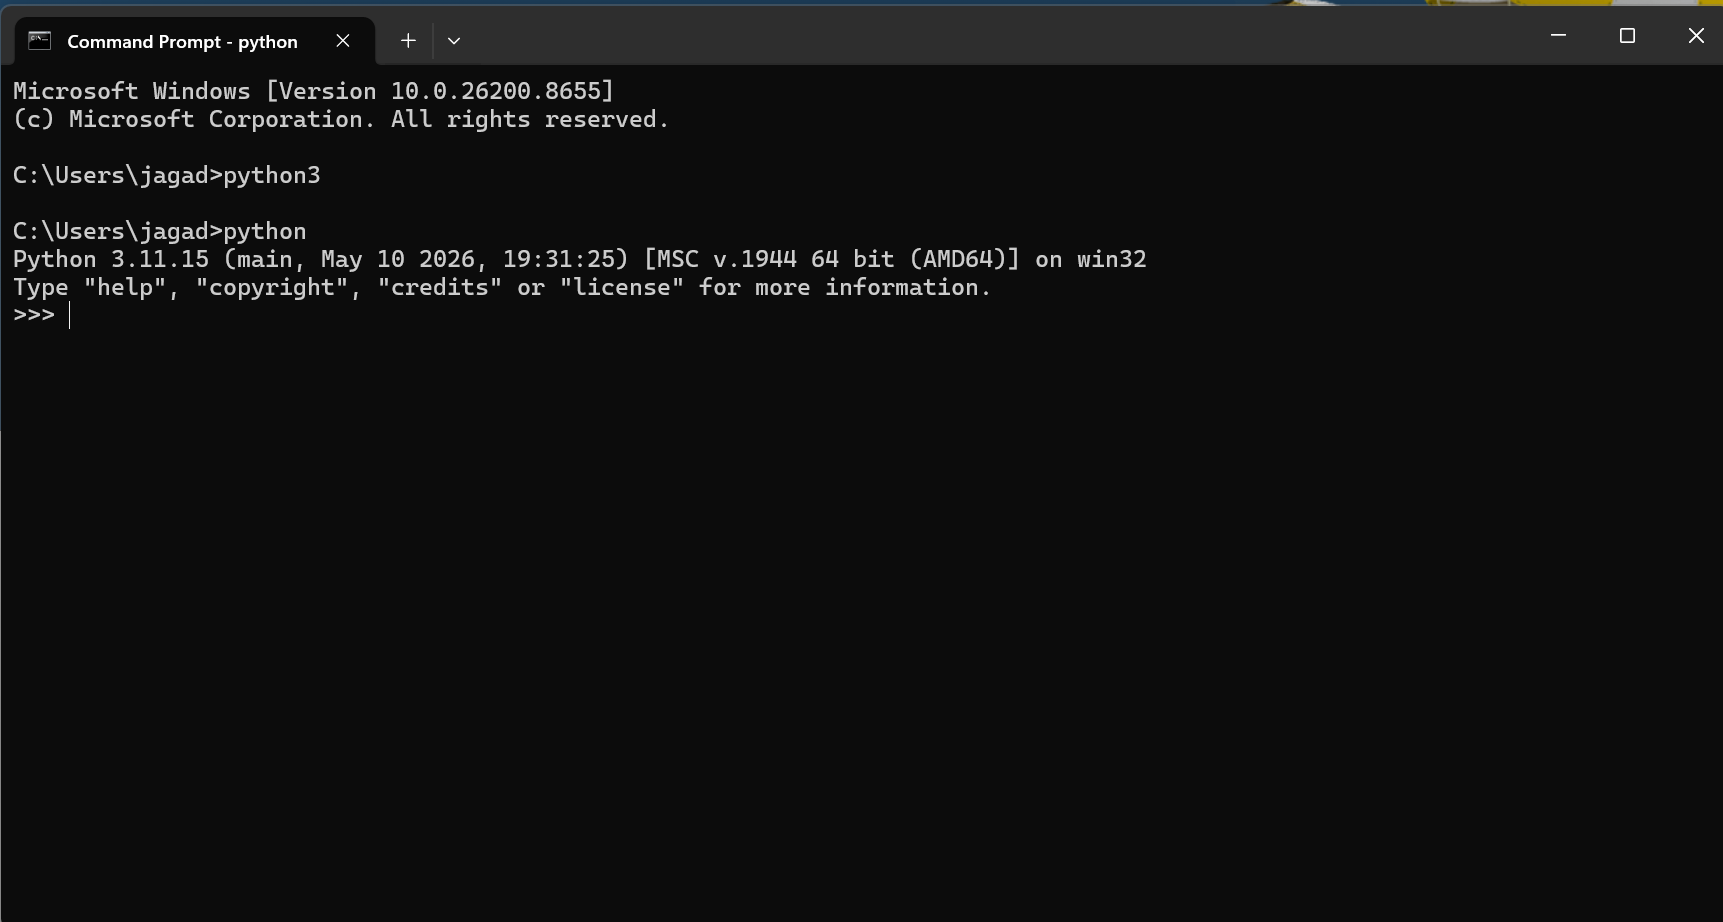 Command Prompt - python
Microsoft Windows [Version 10.0.26200.8655]
(c) Microsoft Corporation. All rights reserved.
C:\Users\jagad>python3
C:\Users\jagad>python
Python 3.11.15 (main, May 10 2026, 19:31:25) [MSC v.1944 64 bit (AMD64)] on win32
Type "help", "copyright", "credits" or "license" for more information.
>>>